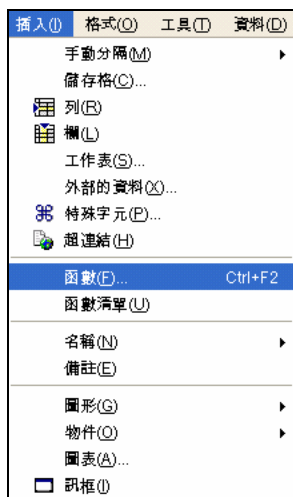 插入(I) 格式(O) 工具(T) 資料(D)
手動分隔(M)
儲存格(C)...
列(R)
欄(L)
工作表(S)...
外部的資料(X)...
特殊字元(P)...
超連結(H)
函數(F)... Ctrl+F2
函數清單(U)
名稱(N)
備註(E)
圖形(G)
物件(O)
圖表(A)...
訊框(I)